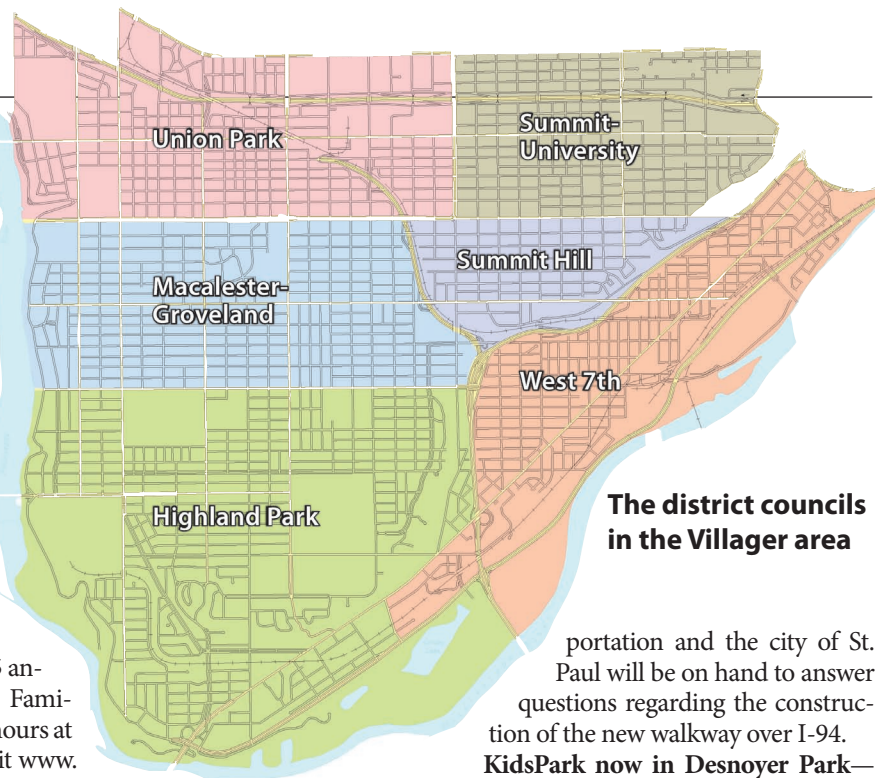 Union Park
Summit-
University
Macalester-
Groveland
Summit Hill
West 7th
Highland Park
The district councils
in the Villager area
an-
Fami-
hours at
it www.
portation and the city of St.
Paul will be on hand to answer
questions regarding the construc-
tion of the new walkway over I-94.
KidsPark now in Desnoyer Park—